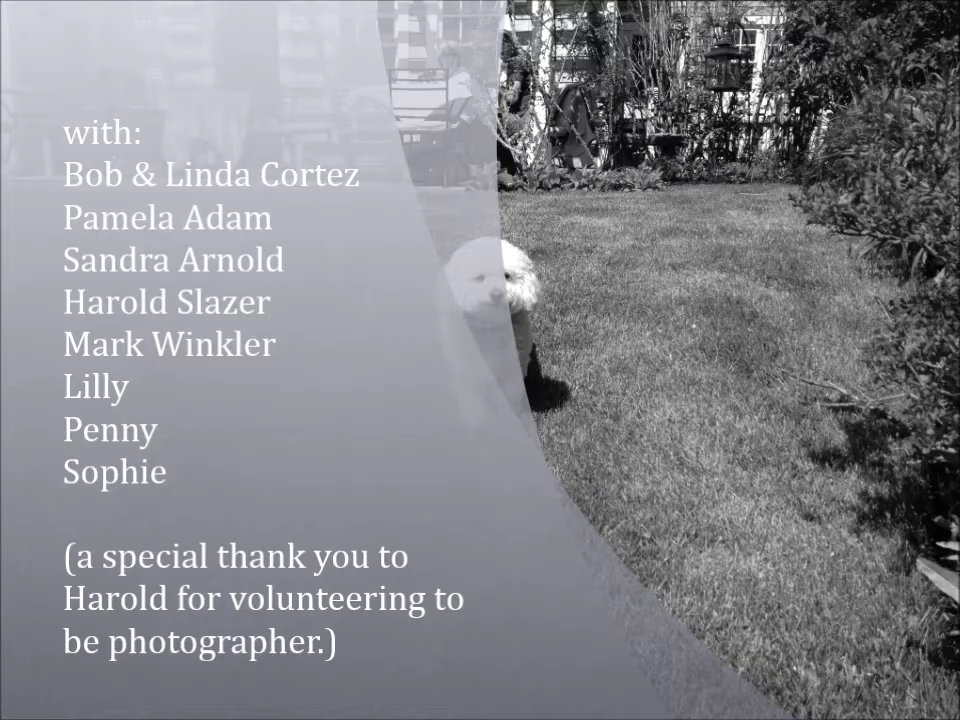 with:
Bob & Linda Cortez
Pamela Adam
Sandra Arnold
Harold Slazer
Mark Winkler
Lilly
Penny
Sophie
(a special thank you to
Harold for volunteering to
be photographer.)